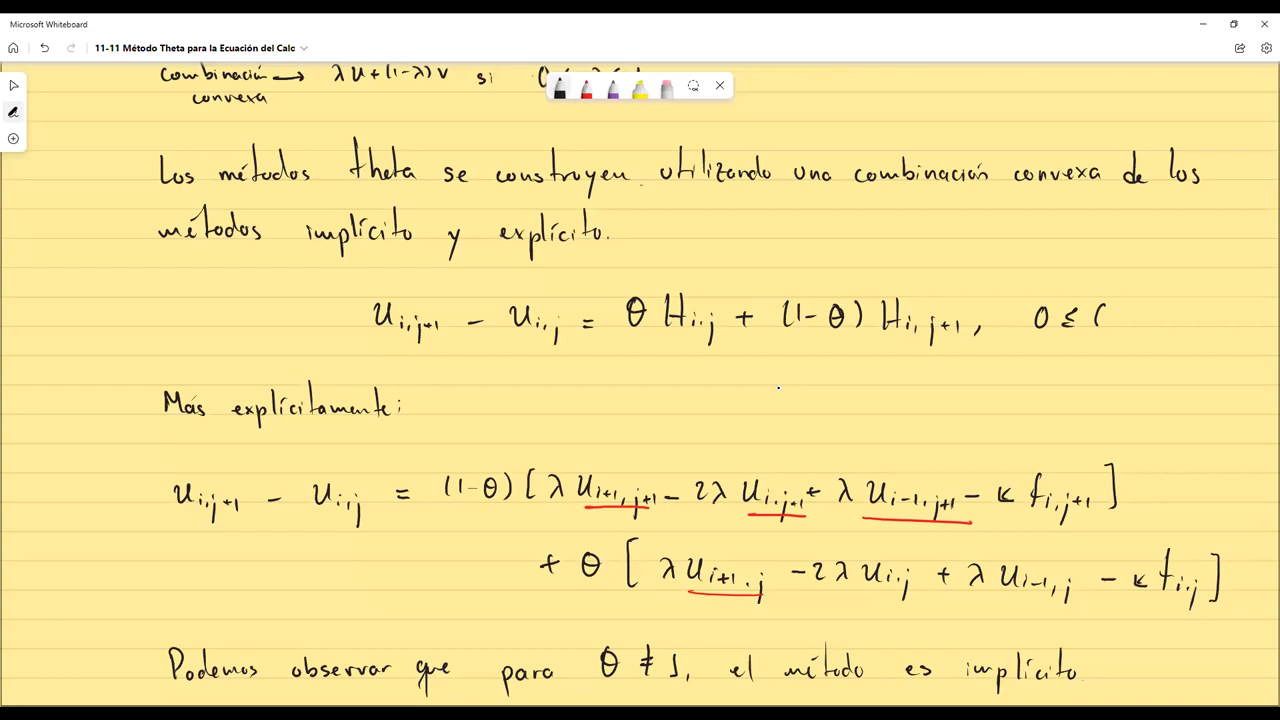 Microsoft Whiteboard
11-11 Método Theta para la Ecuación del Calc
combinación → λu+(1-λ)v si 0
convexa
Los métodos theta se construyen utilizando una combinación convexa de los
métodos implícito y explícito.
u_{i,j+1} - u_{i,j} = θ H_{i,j} + (1-θ) H_{i,j+1}, 0 ≤ (
Más explícitamente:
u_{i,j+1} - u_{i,j} = (1-θ)[λ u_{i+1,j+1} - 2λ u_{i,j+1} + λ u_{i-1,j+1} - κ f_{i,j+1}]
+ θ [λ u_{i+1,j} - 2λ u_{i,j} + λ u_{i-1,j} - κ f_{i,j}]
Podemos observar que para θ ≠ 1, el método es implícito.